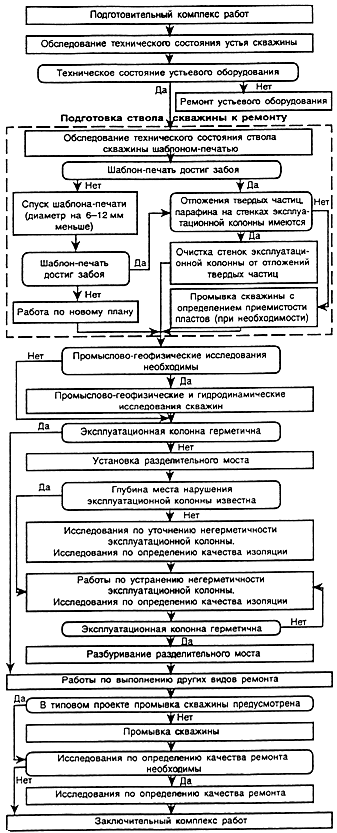 Подготовительный комплекс работ
Обследование технического состояния устья скважины
Техническое состояние устьевого оборудования
Да
Нет
Ремонт устьевого оборудования
Подготовка ствола скважины к ремонту
Обследование технического состояния ствола
скважины шаблоном-печатью
Шаблон-печать достиг забоя
Нет
Да
Спуск шаблона-печати
(диаметр на 6–12 мм
меньше)
Отложения твердых частиц,
парафина на стенках эксплуа-
тационной колонны имеются
Нет
Да
Шаблон-печать
достиг забоя
Да
Очистка стенок эксплуатаци-
онной колонны от отложений
твердых частиц
Нет
Работа по новому плану
Промывка скважины с
определением приемистости
пластов (при необходимости)
Нет
Промыслово-геофизические исследования
необходимы
Да
Промыслово-геофизические и гидродинамические
исследования скважин
Да
Эксплуатационная колонна герметична
Нет
Установка разделительного моста
Да
Глубина места нарушения
эксплуатационной колонны известна
Нет
Исследования по уточнению негерметичности
эксплуатационной колонны.
Исследования по определению качества изоляции
Работы по устранению негерметичности
эксплуатационной колонны.
Исследования по определению качества изоляции
Эксплуатационная колонна герметична
Нет
Да
Разбуривание разделительного моста
Работы по выполнению других видов ремонта
Да
В типовом проекте промывка скважины предусмотрена
Нет
Промывка скважины
Исследования по определению качества ремонта
необходимы
Нет
Да
Исследования по определению качества ремонта
Заключительный комплекс работ